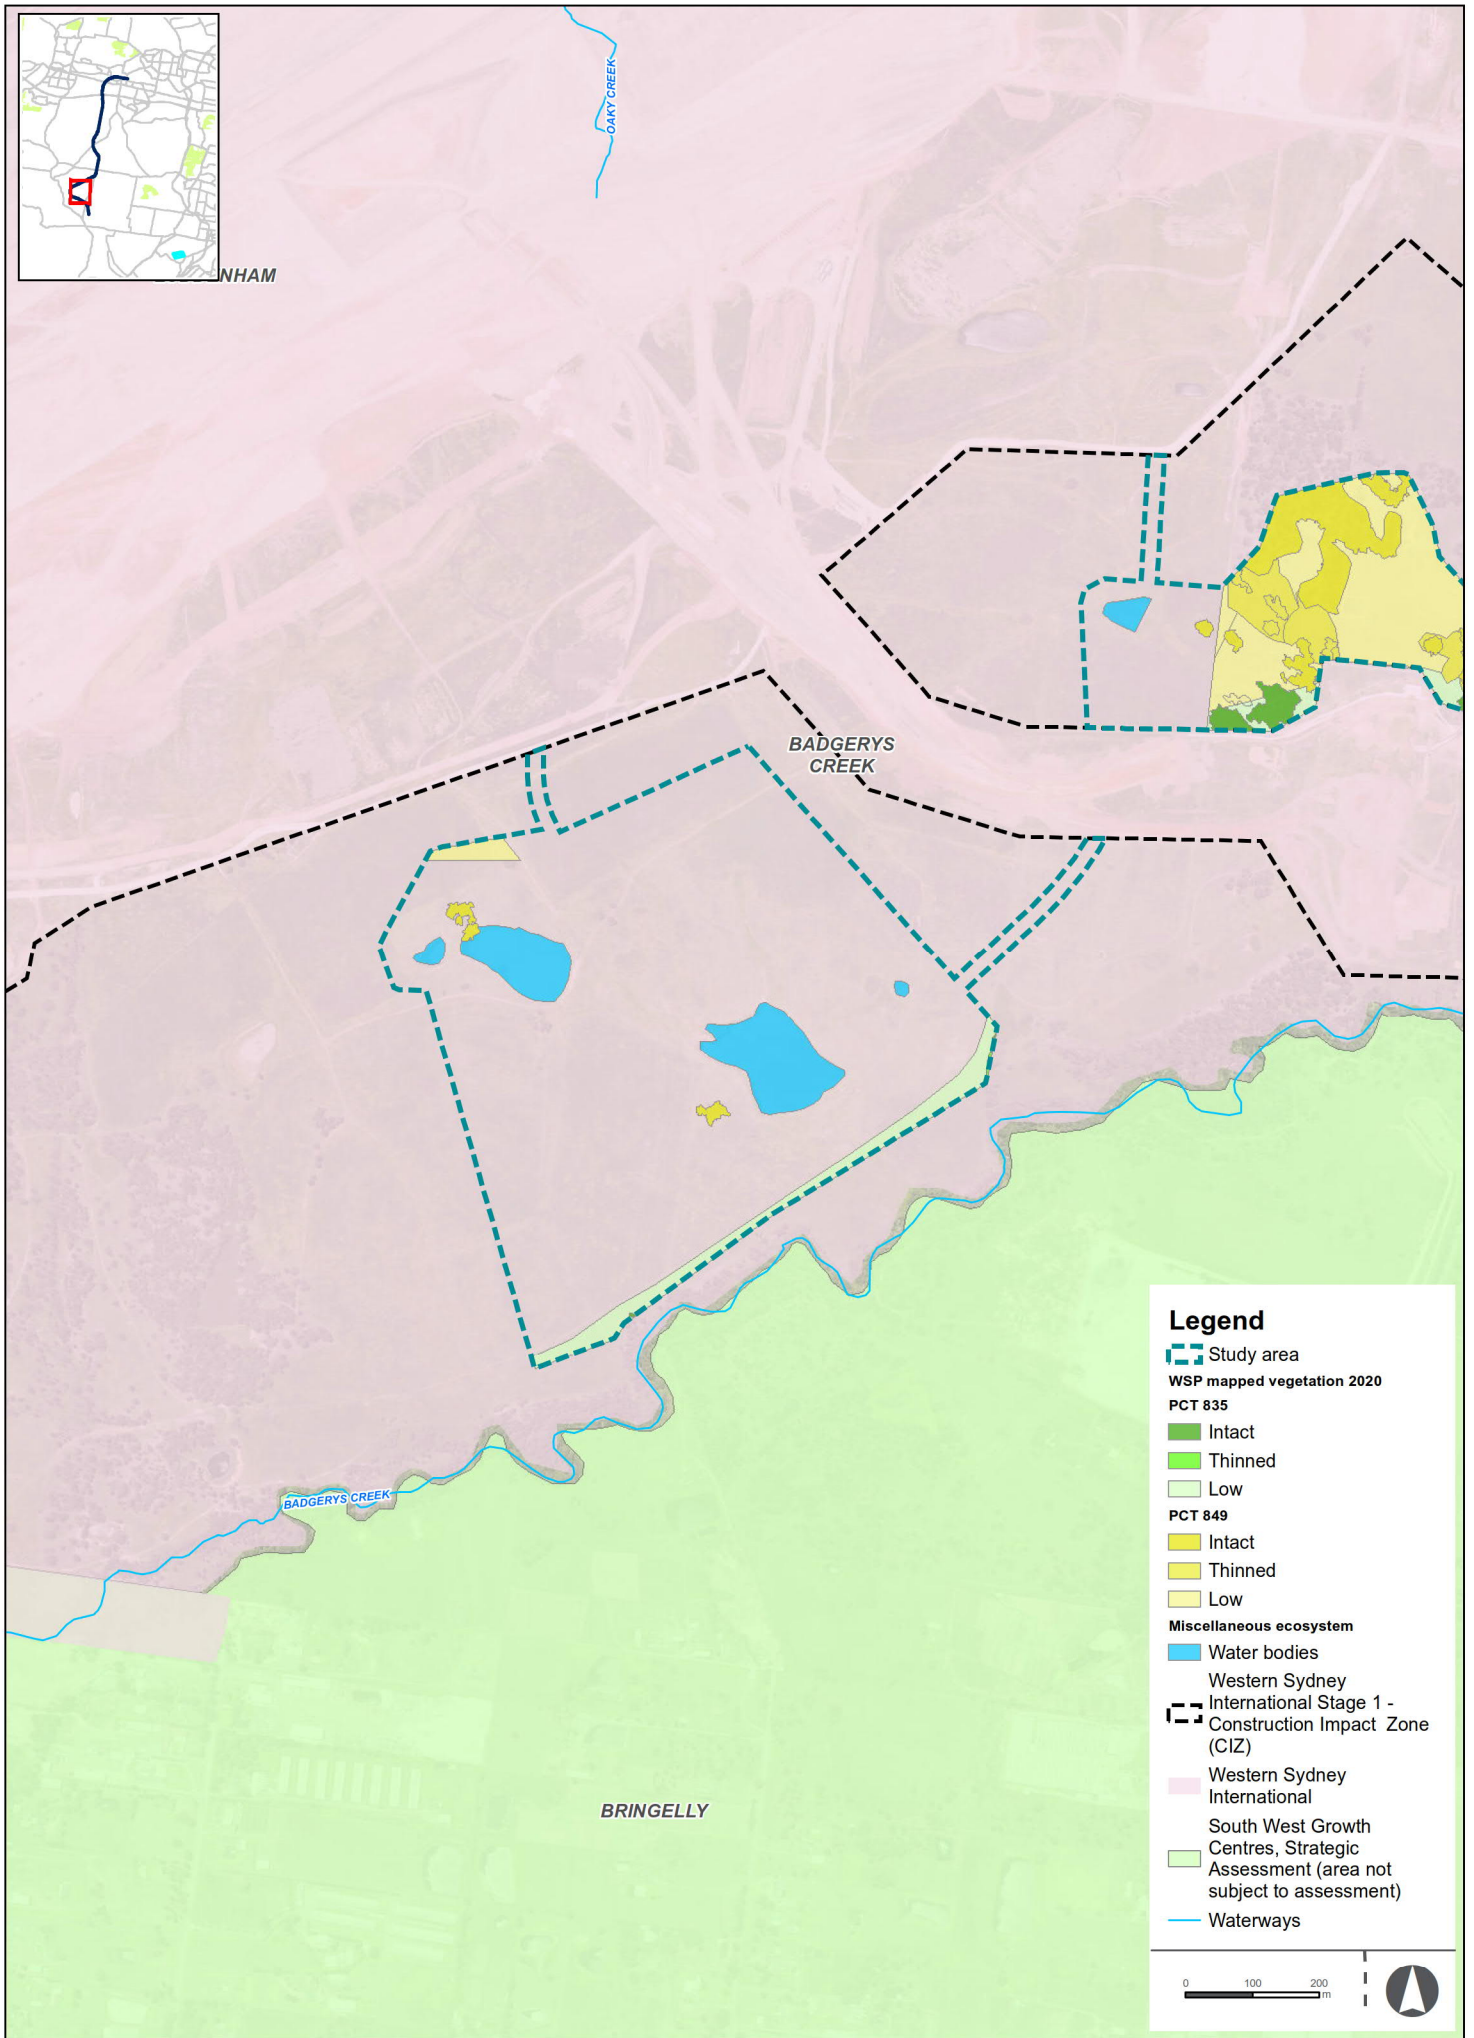 OAKY CREEK
NHAM
BADGERYS
CREEK
BADGERYS CREEK
BRINGELLY
Legend
Study area
WSP mapped vegetation 2020
PCT 835
Intact
Thinned
Low
PCT 849
Intact
Thinned
Low
Miscellaneous ecosystem
Water bodies
Western Sydney
International Stage 1 -
Construction Impact Zone
(CIZ)
Western Sydney
International
South West Growth
Centres, Strategic
Assessment (area not
subject to assessment)
Waterways
0 100 200
m